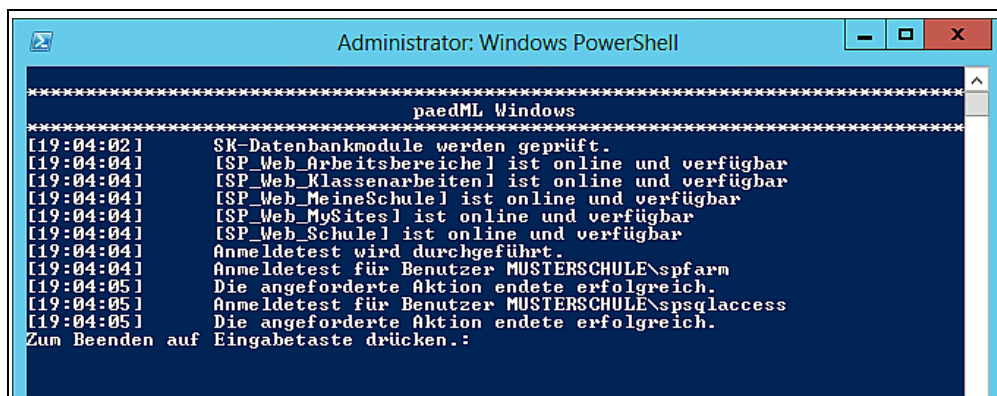 Administrator: Windows PowerShell
********************************************************************************
paedML Windows
********************************************************************************
[19:04:02] SK-Datenbankmodule werden geprüft.
[19:04:04] [SP_Web_Arbeitsbereiche] ist online und verfügbar
[19:04:04] [SP_Web_Klassenarbeiten] ist online und verfügbar
[19:04:04] [SP_Web_MeineSchule] ist online und verfügbar
[19:04:04] [SP_Web_MySites] ist online und verfügbar
[19:04:04] [SP_Web_Schule] ist online und verfügbar
[19:04:04] Anmeldetest wird durchgeführt.
[19:04:04] Anmeldetest für Benutzer MUSTERSCHULE\spfarm
[19:04:05] Die angeforderte Aktion endete erfolgreich.
[19:04:05] Anmeldetest für Benutzer MUSTERSCHULE\spsqlaccess
[19:04:05] Die angeforderte Aktion endete erfolgreich.
Zum Beenden auf Eingabetaste drücken.: